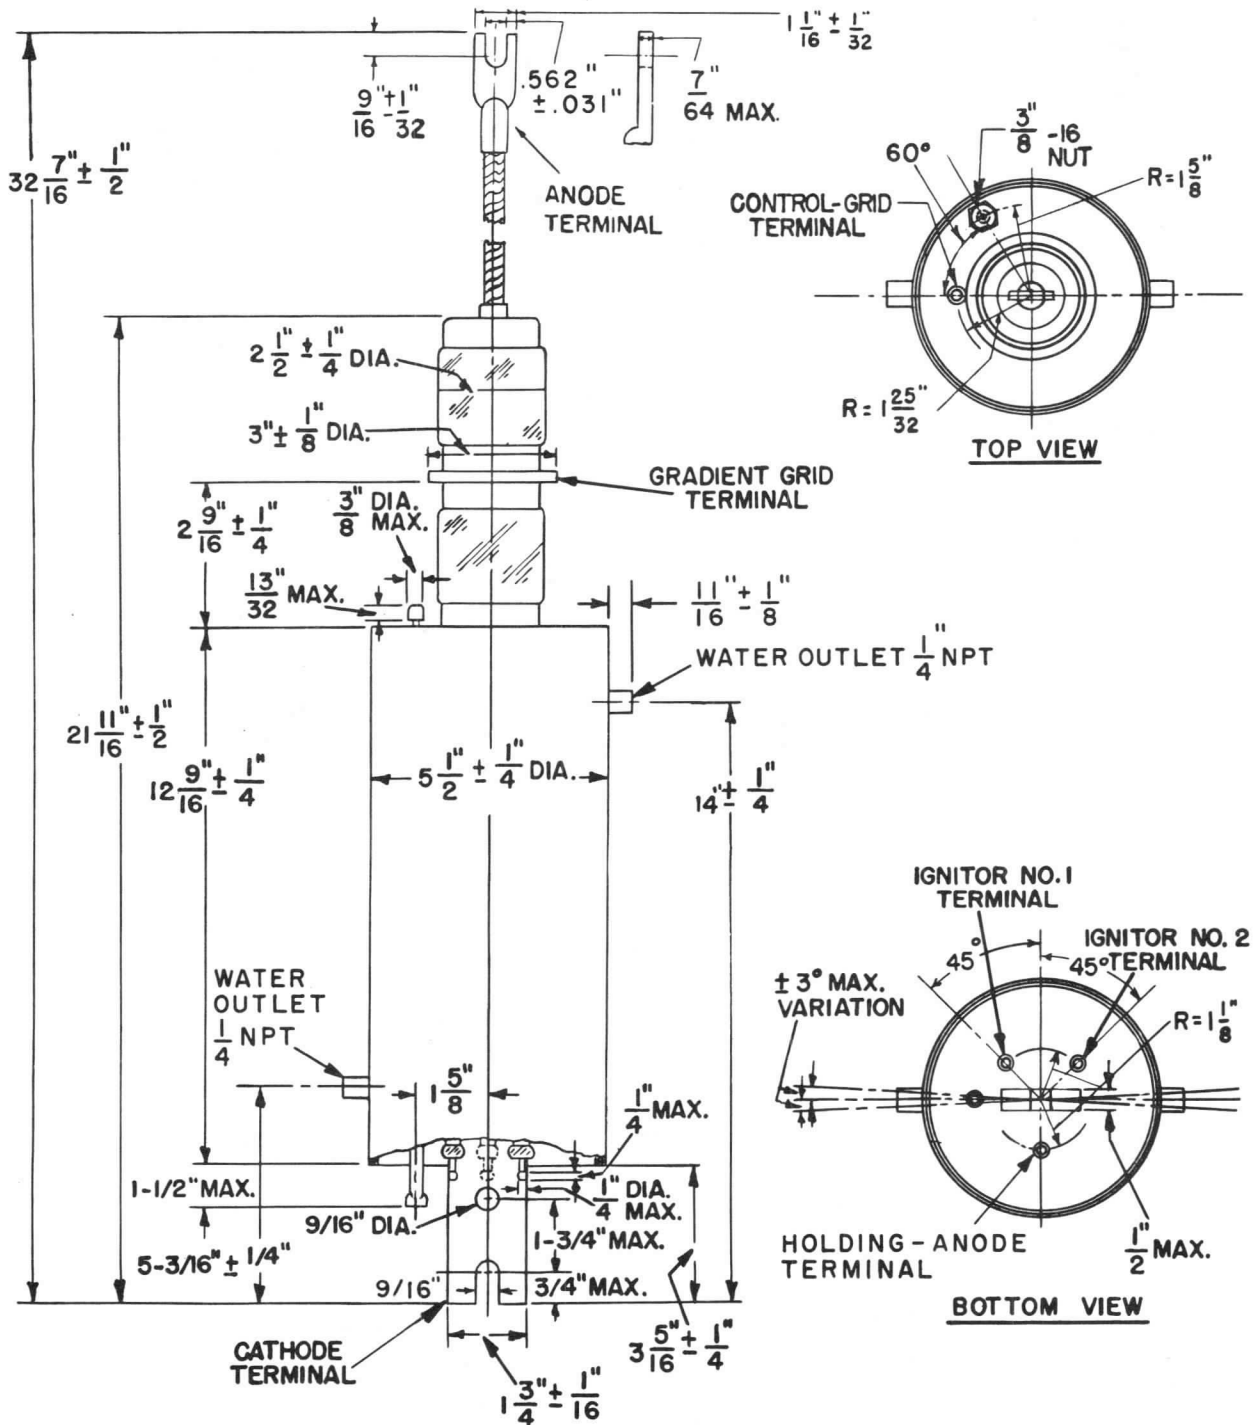 1 1/16" ± 1/32"
9/16" ± 1/32"
.562"
± .031"
7/64" MAX.
32 7/16" ± 1/2"
ANODE
TERMINAL
3/8" -16
NUT
60°
R=1 5/8"
CONTROL-GRID
TERMINAL
R=1 25/32"
TOP VIEW
2 1/2" ± 1/4" DIA.
3" ± 1/8" DIA.
GRADIENT GRID
TERMINAL
2 9/16" ± 1/4"
3/8" DIA.
MAX.
13/32" MAX.
11/16" ± 1/8"
WATER OUTLET 1/4" NPT
21 11/16" ± 1/2"
12 9/16" ± 1/4"
5 1/2" ± 1/4" DIA.
14" ± 1/4"
IGNITOR NO.1
TERMINAL
IGNITOR NO. 2
TERMINAL
45°
45°
± 3° MAX.
VARIATION
R=1 1/8"
WATER
OUTLET
1/4" NPT
1 5/8"
1/4" MAX.
1-1/2" MAX.
1/4" DIA.
MAX.
9/16" DIA.
1-3/4" MAX.
5-3/16" ± 1/4"
9/16"
3/4" MAX.
HOLDING-ANODE
TERMINAL
1/2" MAX.
BOTTOM VIEW
CATHODE
TERMINAL
3 5/16" ± 1/4"
1 3/4" ± 1/16"